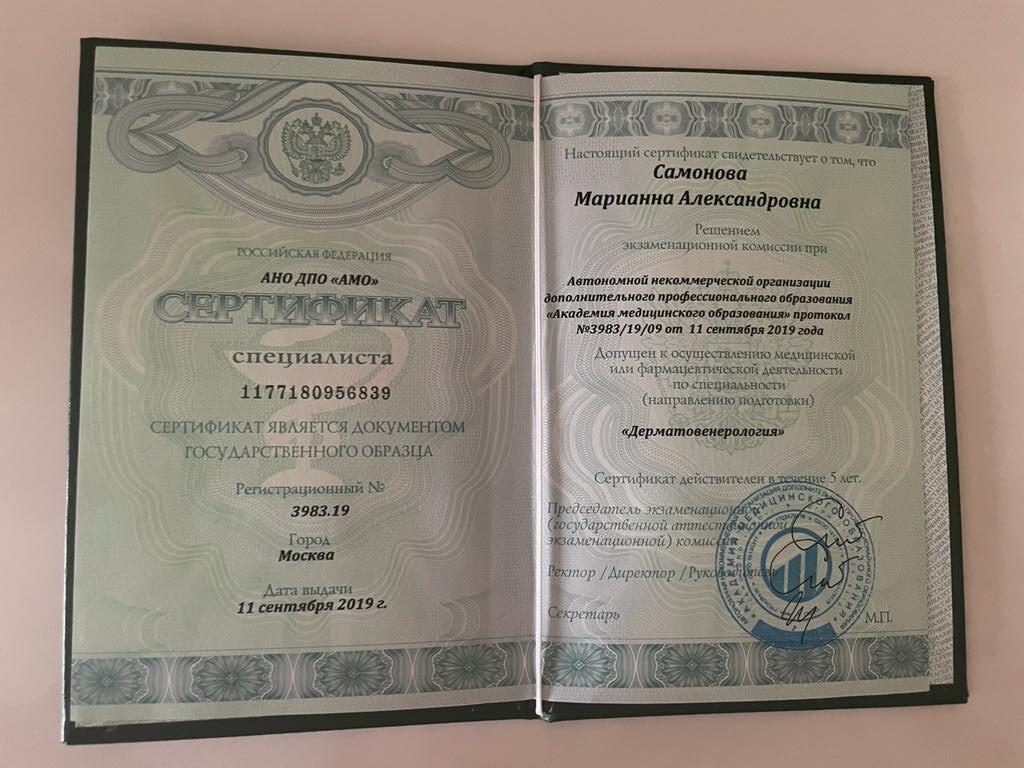 РОССИЙСКАЯ ФЕДЕРАЦИЯ
АНО ДПО «АМО»
СЕРТИФИКАТ
специалиста
1177180956839
СЕРТИФИКАТ ЯВЛЯЕТСЯ ДОКУМЕНТОМ
ГОСУДАРСТВЕННОГО ОБРАЗЦА
Регистрационный №
3983.19
Город
Москва
Дата выдачи
11 сентября 2019 г.
Настоящий сертификат свидетельствует о том, что
Самонова
Марианна Александровна
Решением
экзаменационной комиссии при
Автономной некоммерческой организации
дополнительного профессионального образования
«Академия медицинского образования» протокол
№3983/19/09 от 11 сентября 2019 года
Допущен к осуществлению медицинской
или фармацевтической деятельности
по специальности
(направлению подготовки)
«Дерматовенерология»
Сертификат действителен в течение 5 лет.
Председатель экзаменационной
(государственной аттестационной
экзаменационной) комиссии
Ректор / Директор / Руководитель
Секретарь
М.П.
АКАДЕМИЯ МЕДИЦИНСКОГО ОБРАЗОВАНИЯ